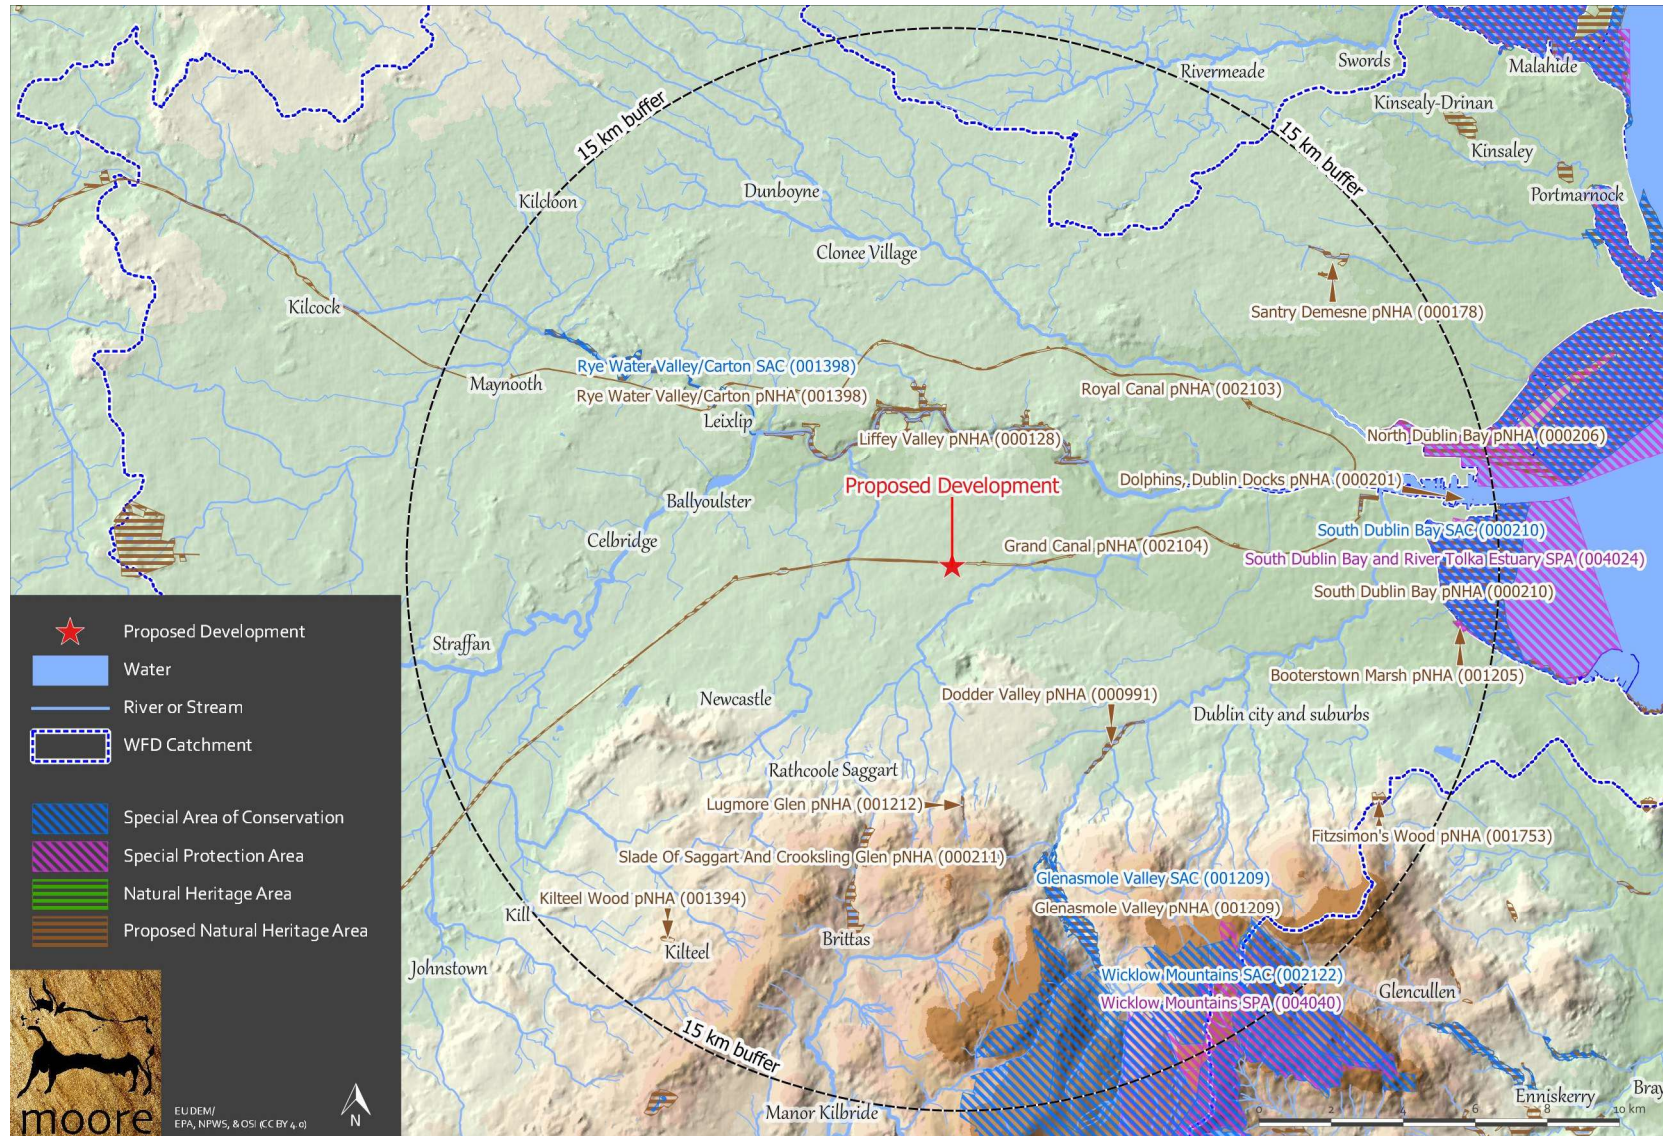 Swords
Malahide
Rivermeade
Kinsealy-Drinan
15 km buffer
15 km buffer
Kinsaley
Dunboyne
Portmarnock
Kilcloon
Clonee Village
Kilcock
Santry Demesne pNHA (000178)
Rye Water Valley/Carton SAC (001398)
Maynooth
Royal Canal pNHA (002103)
Rye Water Valley/Carton pNHA (001398)
Leixlip
Liffey Valley pNHA (000128)
North Dublin Bay pNHA (000206)
Dolphins, Dublin Docks pNHA (000201)
Proposed Development
Ballyoulster
South Dublin Bay SAC (000210)
Celbridge
Grand Canal pNHA (002104)
South Dublin Bay and River Tolka Estuary SPA (004024)
South Dublin Bay pNHA (000210)
Straffan
Booterstown Marsh pNHA (001205)
Newcastle
Dodder Valley pNHA (000991)
Dublin city and suburbs
Rathcoole Saggart
Lugmore Glen pNHA (001212)
Fitzsimon's Wood pNHA (001753)
Slade Of Saggart And Crooksling Glen pNHA (000211)
Glenasmole Valley SAC (001209)
Kilteel Wood pNHA (001394)
Glenasmole Valley pNHA (001209)
Kill
Brittas
Kilteel
Johnstown
Wicklow Mountains SAC (002122)
Glencullen
Wicklow Mountains SPA (004040)
15 km buffer
Manor Kilbride
Enniskerry
Bray
0 2 4 6 8 10 km
Proposed Development
Water
River or Stream
WFD Catchment
Special Area of Conservation
Special Protection Area
Natural Heritage Area
Proposed Natural Heritage Area
moore
EU DEM/
EPA, NPWS, & OSI (CC BY 4.0)
N